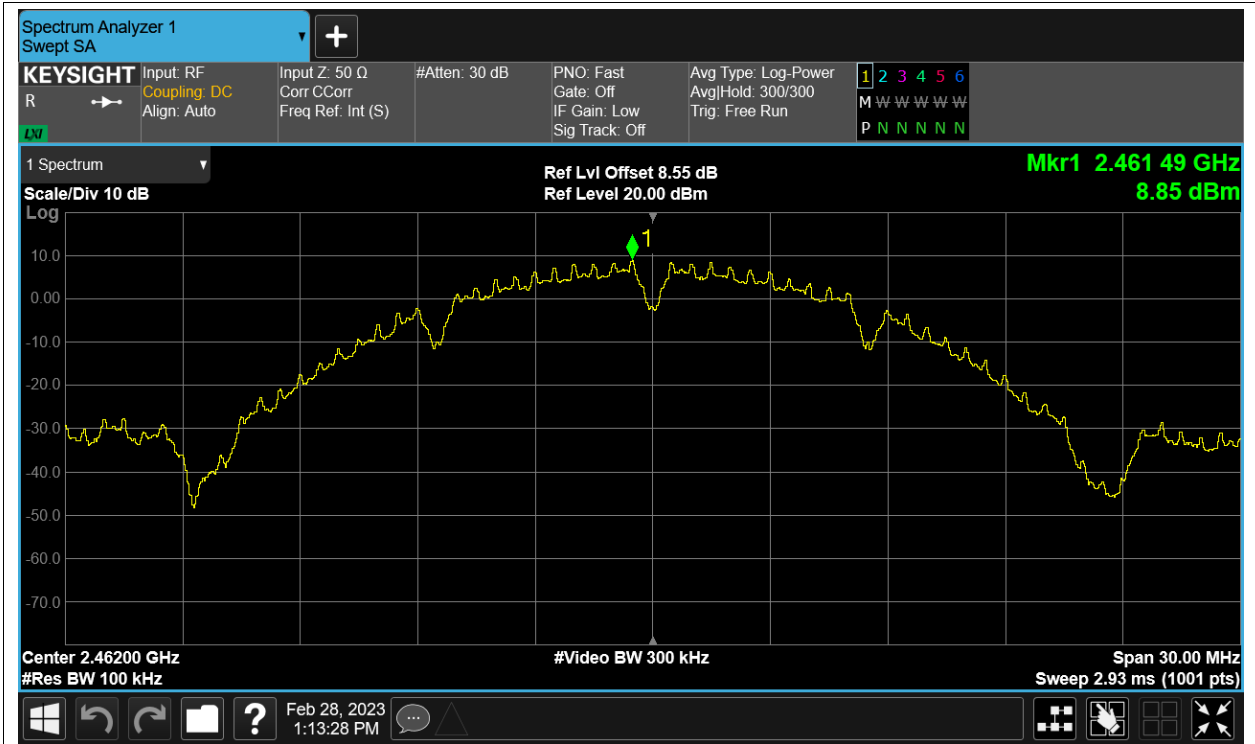 Spectrum Analyzer 1
Swept SA
KEYSIGHT
R
LXI
Input: RF
Coupling: DC
Align: Auto
Input Z: 50 Ω
Corr CCorr
Freq Ref: Int (S)
#Atten: 30 dB
PNO: Fast
Gate: Off
IF Gain: Low
Sig Track: Off
Avg Type: Log-Power
Avg|Hold: 300/300
Trig: Free Run
1 2 3 4 5 6
M W W W W W
P N N N N N
1 Spectrum
Scale/Div 10 dB
Log
Ref Lvl Offset 8.55 dB
Ref Level 20.00 dBm
Mkr1 2.461 49 GHz
8.85 dBm
1
10.0
0.00
-10.0
-20.0
-30.0
-40.0
-50.0
-60.0
-70.0
Center 2.46200 GHz
#Res BW 100 kHz
#Video BW 300 kHz
Span 30.00 MHz
Sweep 2.93 ms (1001 pts)
?
Feb 28, 2023
1:13:28 PM